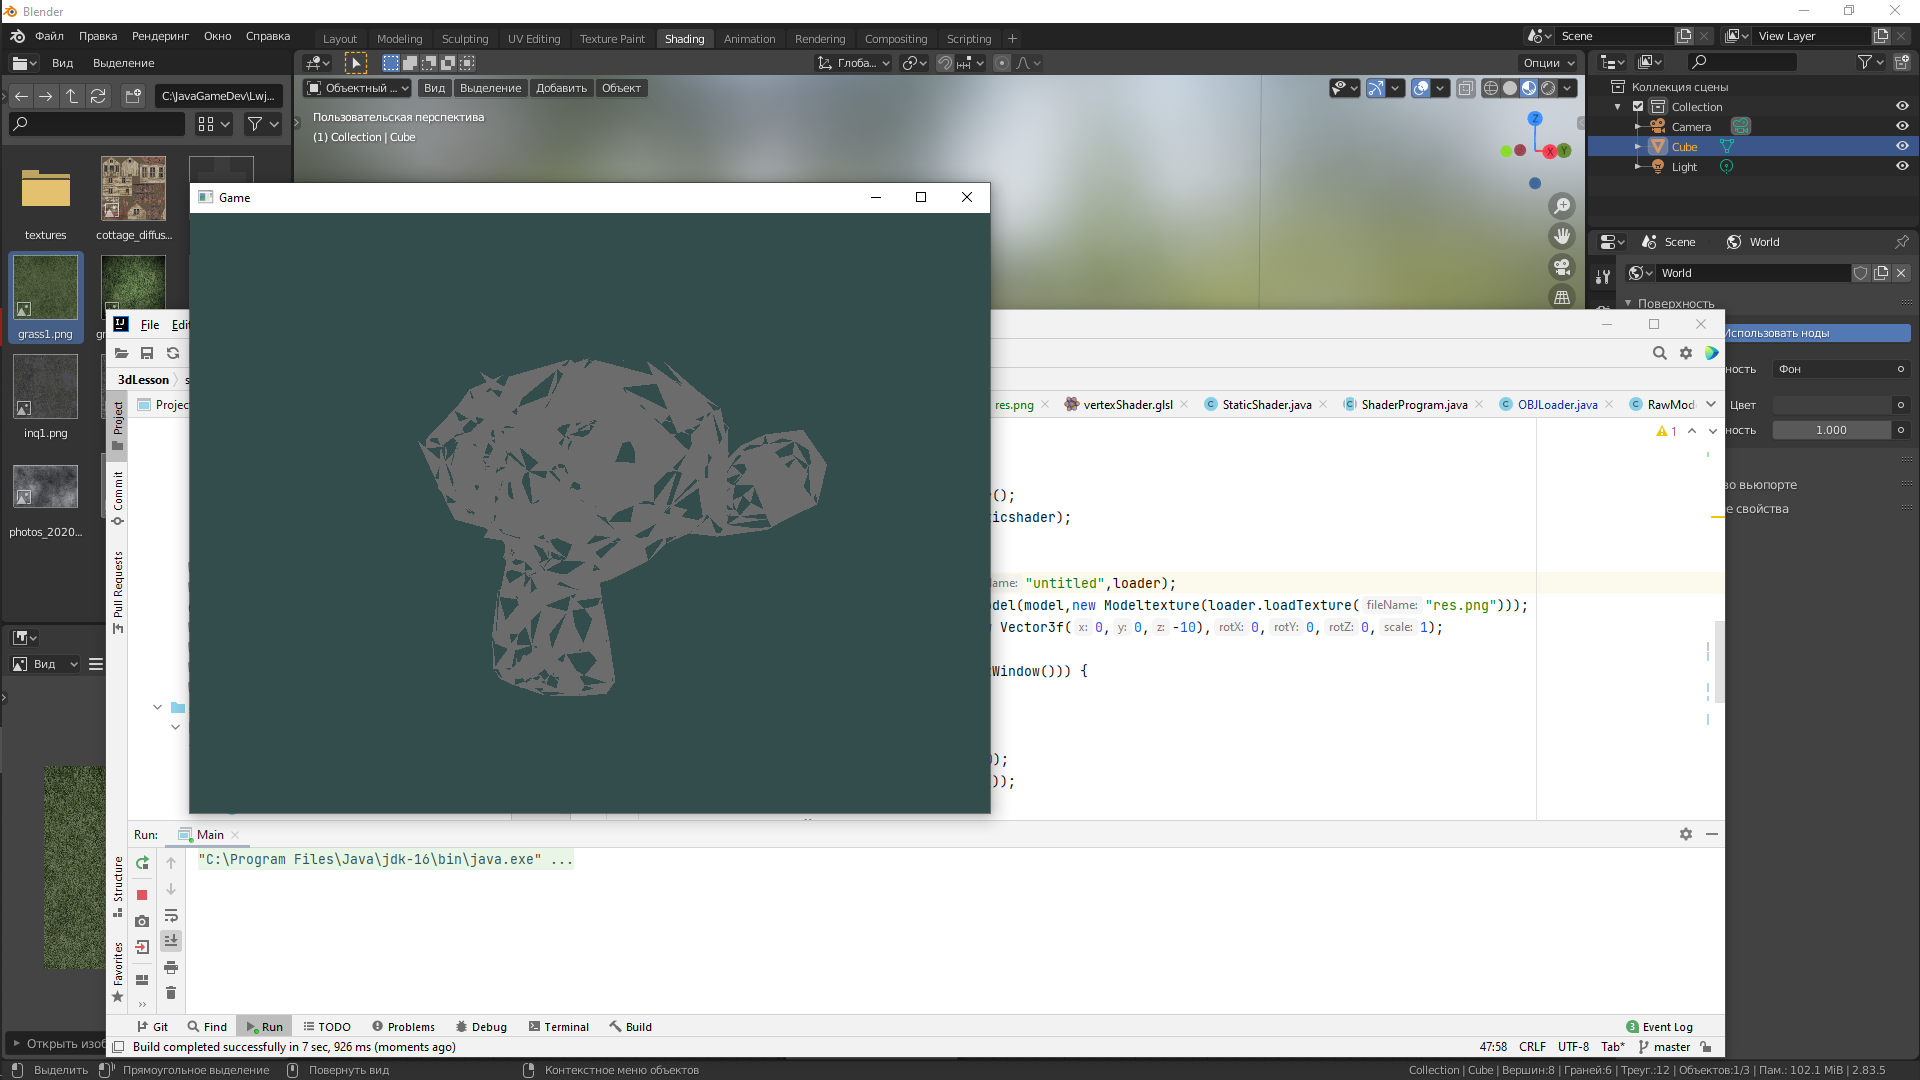 Blender
Файл Правка Рендеринг Окно Справка Layout Modeling Sculpting UV Editing Texture Paint Shading Animation Rendering Compositing Scripting + Scene View Layer
Вид Выделение Глоба... Опции
C:\JavaGameDev\Lwj... Объектный ... Вид Выделение Добавить Объект
Пользовательская перспектива
(1) Collection | Cube
Коллекция сцены
Collection
Camera
Cube
Light
Z
X
Y
textures
cottage_diffus...
grass1.png
inq1.png
photos_2020...
Game
Scene World
World
Поверхность
Использовать ноды
ность Фон
Цвет
ность 1.000
во вьюпорте
е свойства
File Edit
3dLesson
Project
res.png vertexShader.glsl StaticShader.java ShaderProgram.java OBJLoader.java RawMod
1
();
ticshader);
"untitled",loader);
del(model,new Modeltexture(loader.loadTexture( fileName: "res.png")));
Vector3f( x: 0, y: 0, z: -10), rotX: 0, rotY: 0, rotZ: 0, scale: 1);
Window())) {
);
));
Project
Commit
Pull Requests
Structure
Favorites
Вид
Run: Main
"C:\Program Files\Java\jdk-16\bin\java.exe" ...
Git Find Run TODO Problems Debug Terminal Build 3 Event Log
Build completed successfully in 7 sec, 926 ms (moments ago) 47:58 CRLF UTF-8 Tab* master
Открыть изоб
Выделить Прямоугольное выделение Повернуть вид Контекстное меню объектов Collection | Cube | Вершин:8 | Граней:6 | Треуг.:12 | Объектов:1/3 | Пам.: 102.1 MiB | 2.83.5